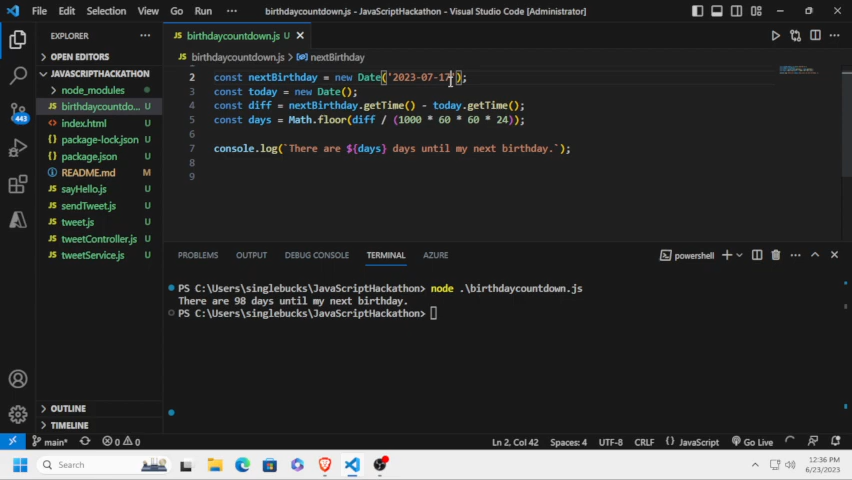 File Edit Selection View Go Run ··· birthdaycountdown.js - JavaScriptHackathon - Visual Studio Code [Administrator]
EXPLORER ···
OPEN EDITORS
JAVASCRIPTHACKATHON
node_modules
JS birthdaycountdo... U
<> index.html U
{} package-lock.json U
{} package.json U
README.md M
JS sayHello.js U
JS sendTweet.js U
JS tweet.js U
JS tweetController.js U
JS tweetService.js U
OUTLINE
TIMELINE
443
JS birthdaycountdown.js U
JS birthdaycountdown.js > nextBirthday
2 const nextBirthday = new Date('2023-07-17');
3 const today = new Date();
4 const diff = nextBirthday.getTime() - today.getTime();
5 const days = Math.floor(diff / (1000 * 60 * 60 * 24));
6
7 console.log(`There are ${days} days until my next birthday.`);
8
9
PROBLEMS OUTPUT DEBUG CONSOLE TERMINAL AZURE
powershell
PS C:\Users\singlebucks\JavaScriptHackathon> node .\birthdaycountdown.js
There are 98 days until my next birthday.
PS C:\Users\singlebucks\JavaScriptHackathon>
main* 0 0 Ln 2, Col 42 Spaces: 4 UTF-8 CRLF {} JavaScript Go Live
Search
12:36 PM
6/23/2023